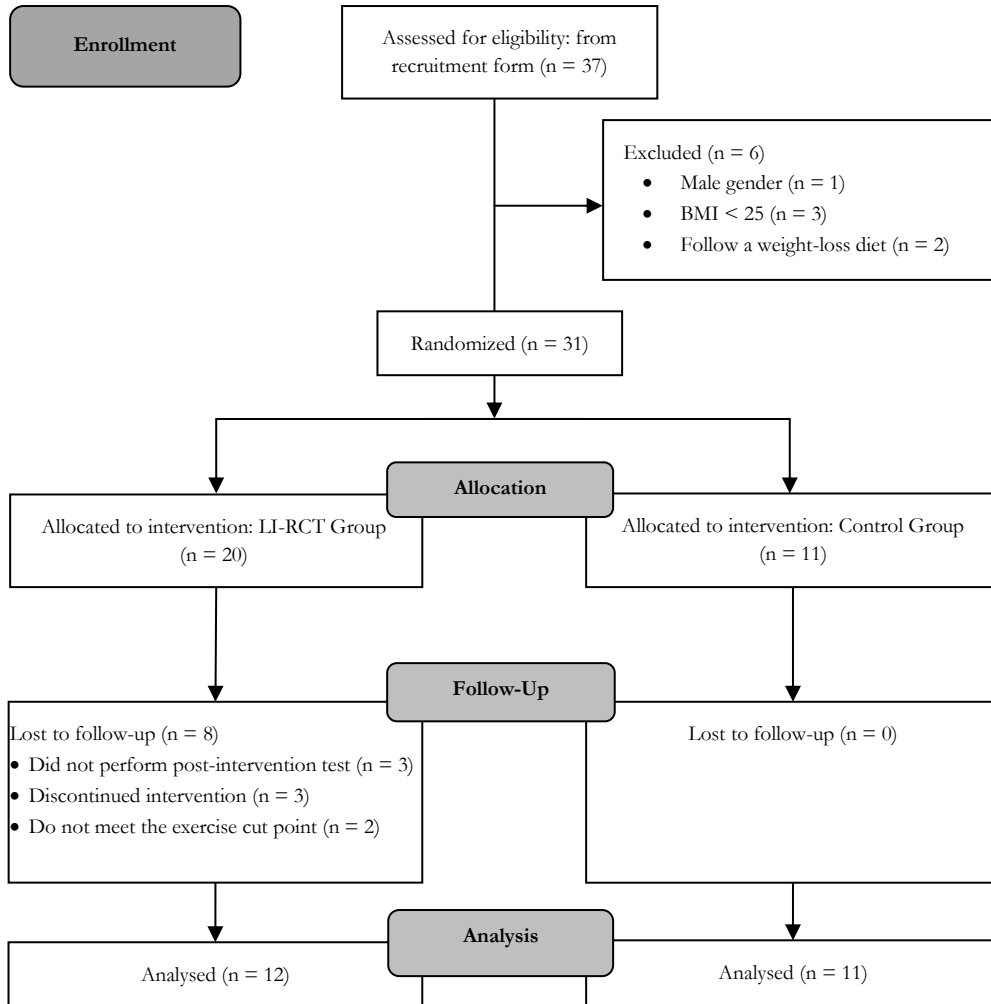 Enrollment
Assessed for eligibility: from
recruitment form (n = 37)
Excluded (n = 6)
• Male gender (n = 1)
• BMI < 25 (n = 3)
• Follow a weight-loss diet (n = 2)
Randomized (n = 31)
Allocation
Allocated to intervention: LI-RCT Group
(n = 20)
Allocated to intervention: Control Group
(n = 11)
Follow-Up
Lost to follow-up (n = 8)
• Did not perform post-intervention test (n = 3)
• Discontinued intervention (n = 3)
• Do not meet the exercise cut point (n = 2)
Lost to follow-up (n = 0)
Analysis
Analysed (n = 12)
Analysed (n = 11)